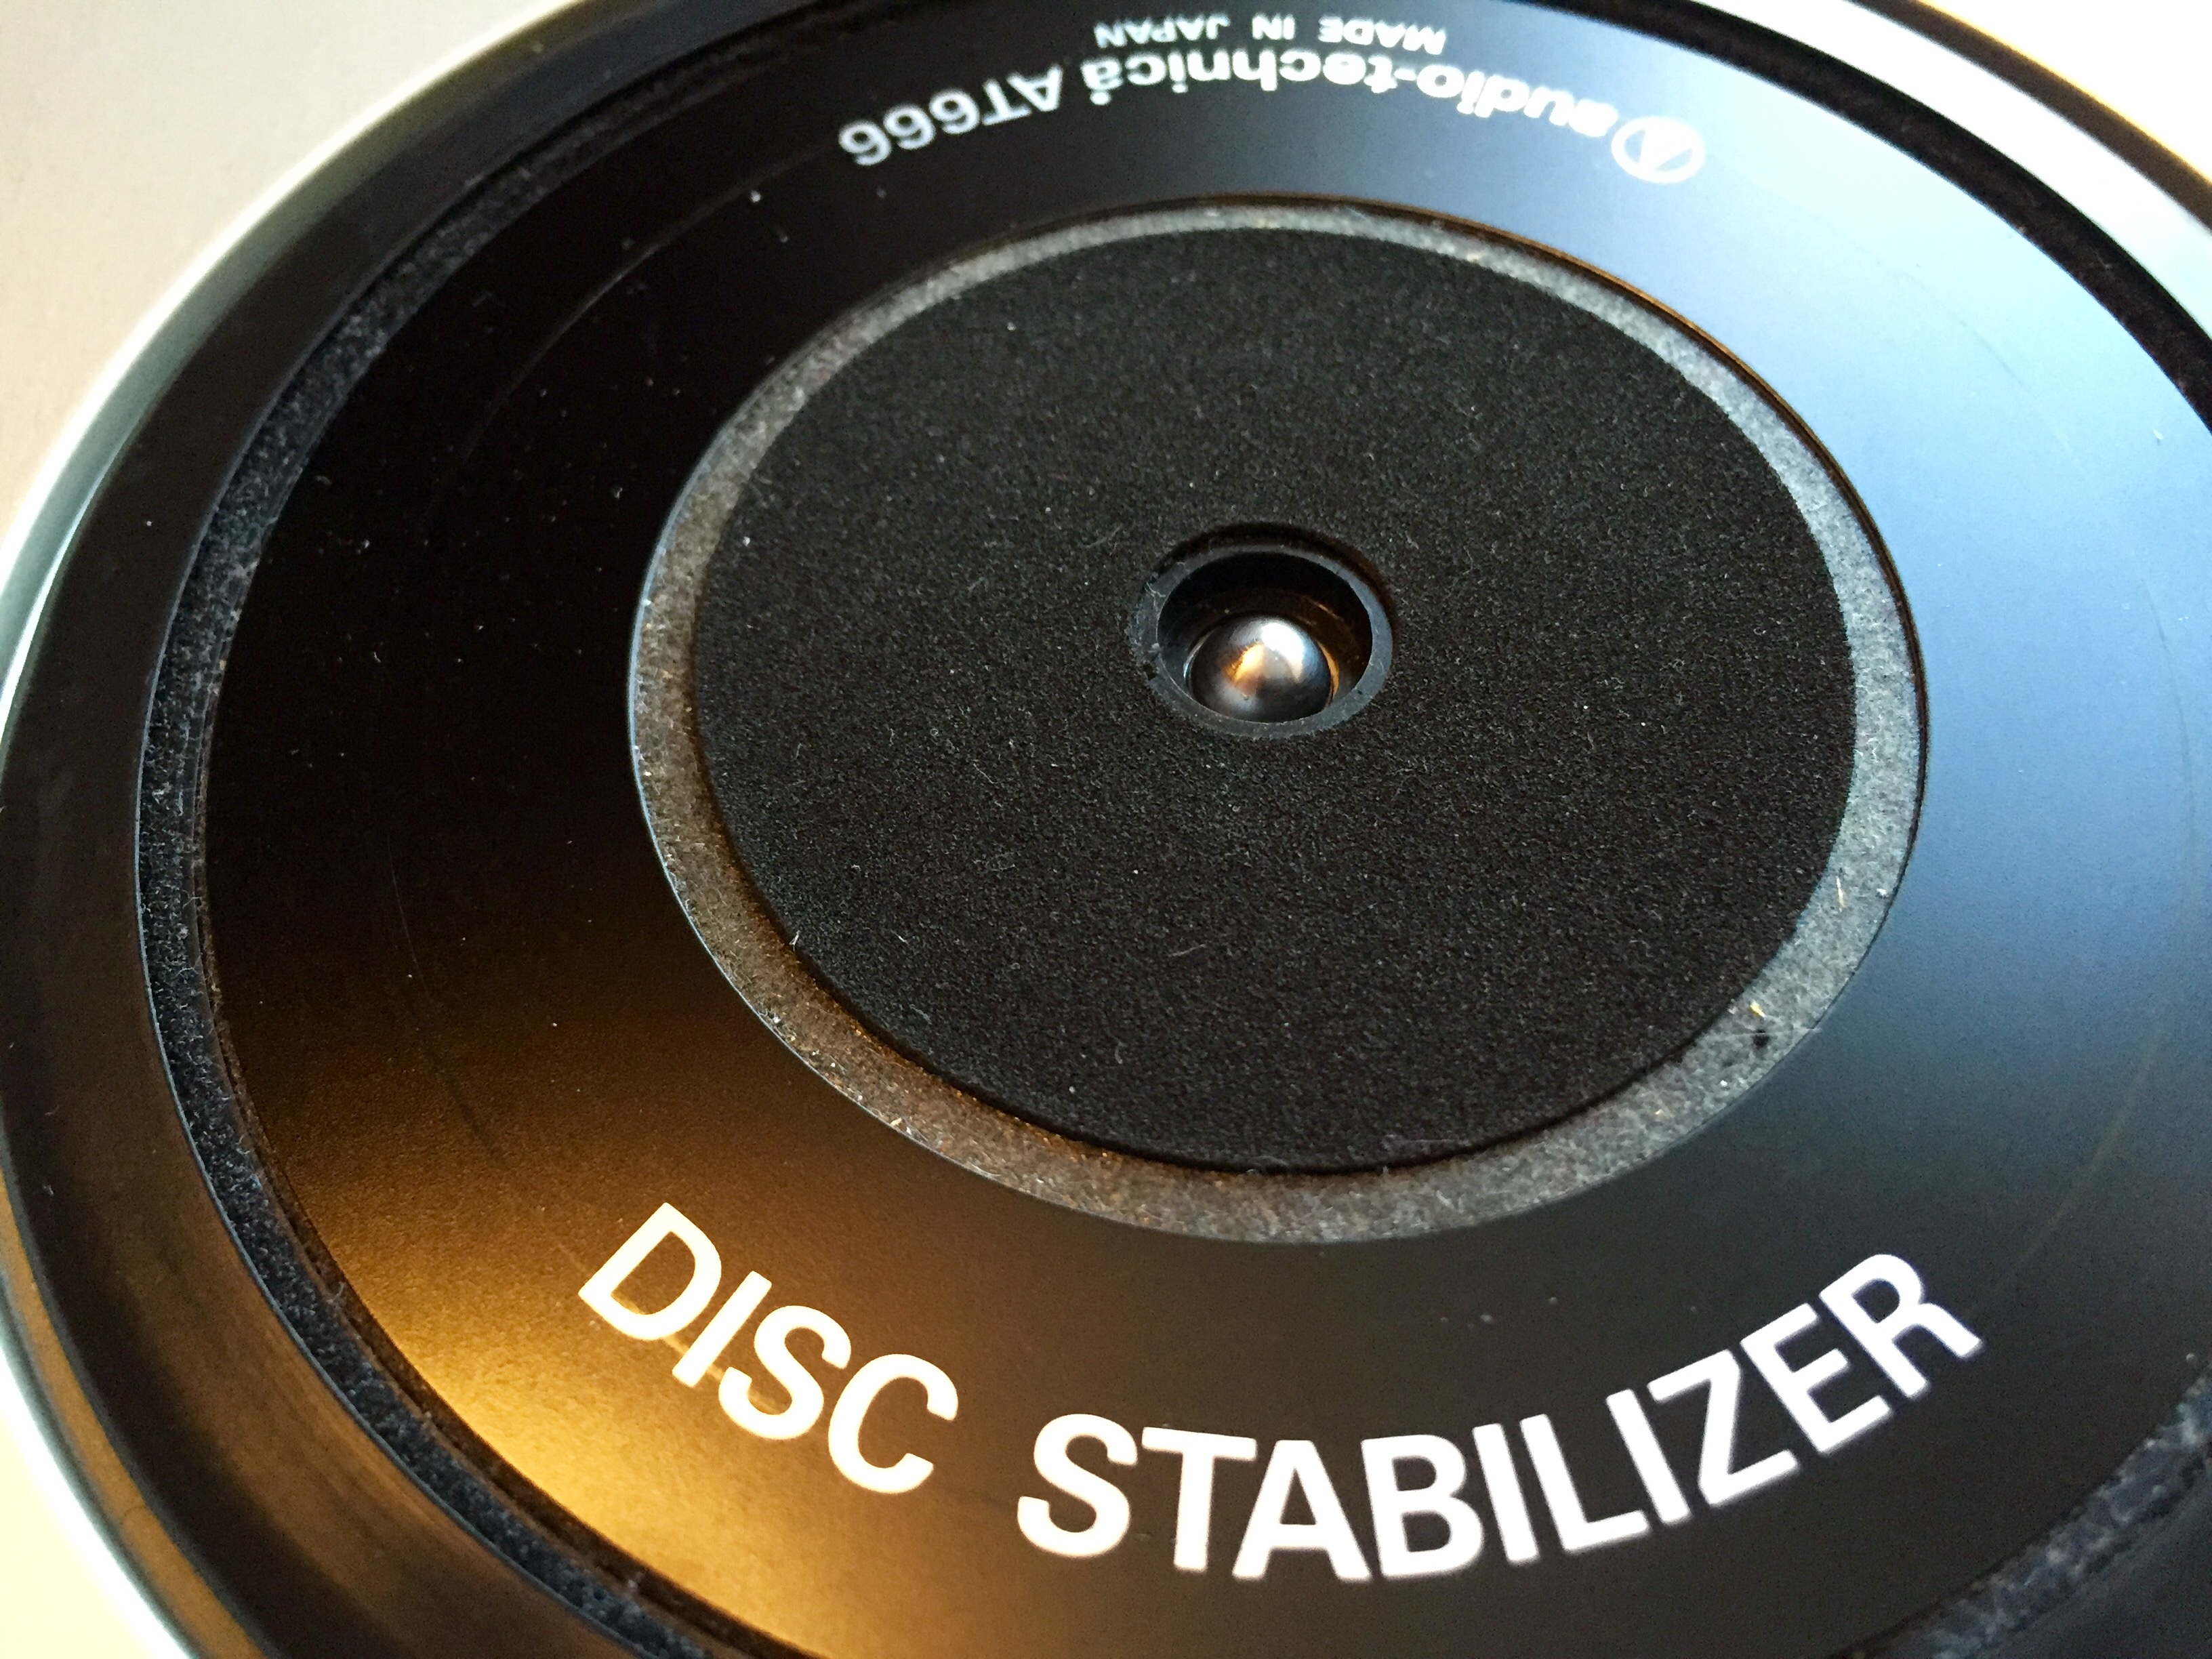 audio-technica AT666
MADE IN JAPAN
DISC STABILIZER